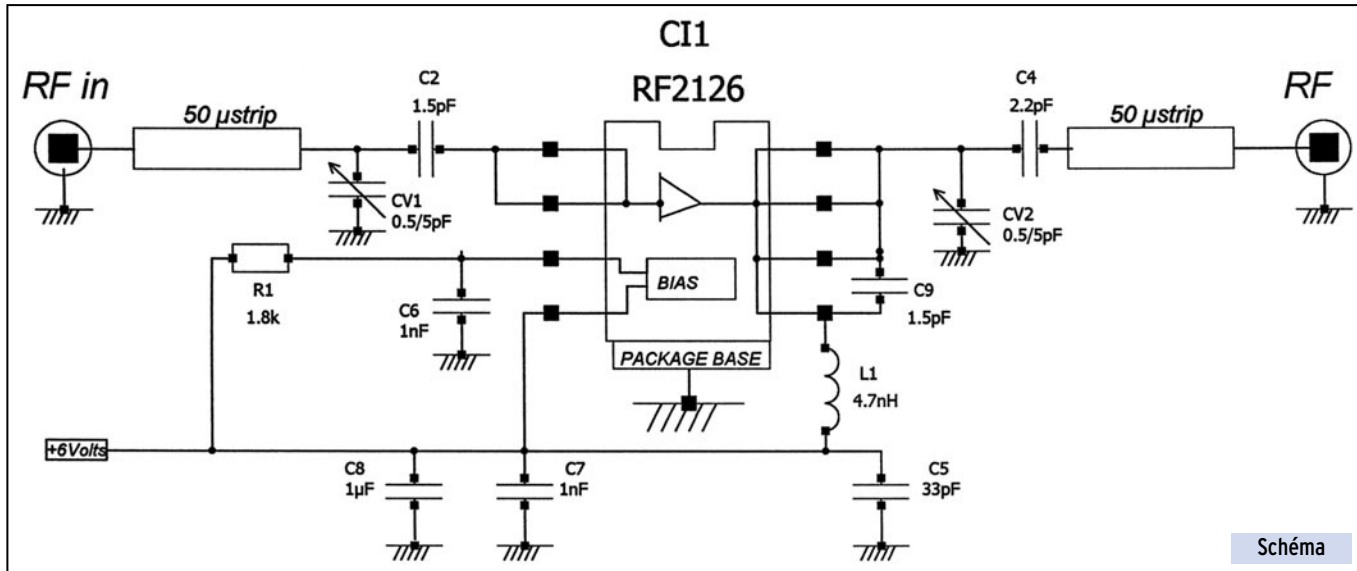 CI1
RF2126
RF in
50 µstrip
C2
1.5pF
C4
2.2pF
50 µstrip
RF
CV1
0.5/5pF
CV2
0.5/5pF
R1
1.8k
C6
1nF
BIAS
C9
1.5pF
PACKAGE BASE
L1
4.7nH
+6Volts
C8
1µF
C7
1nF
C5
33pF
Schéma